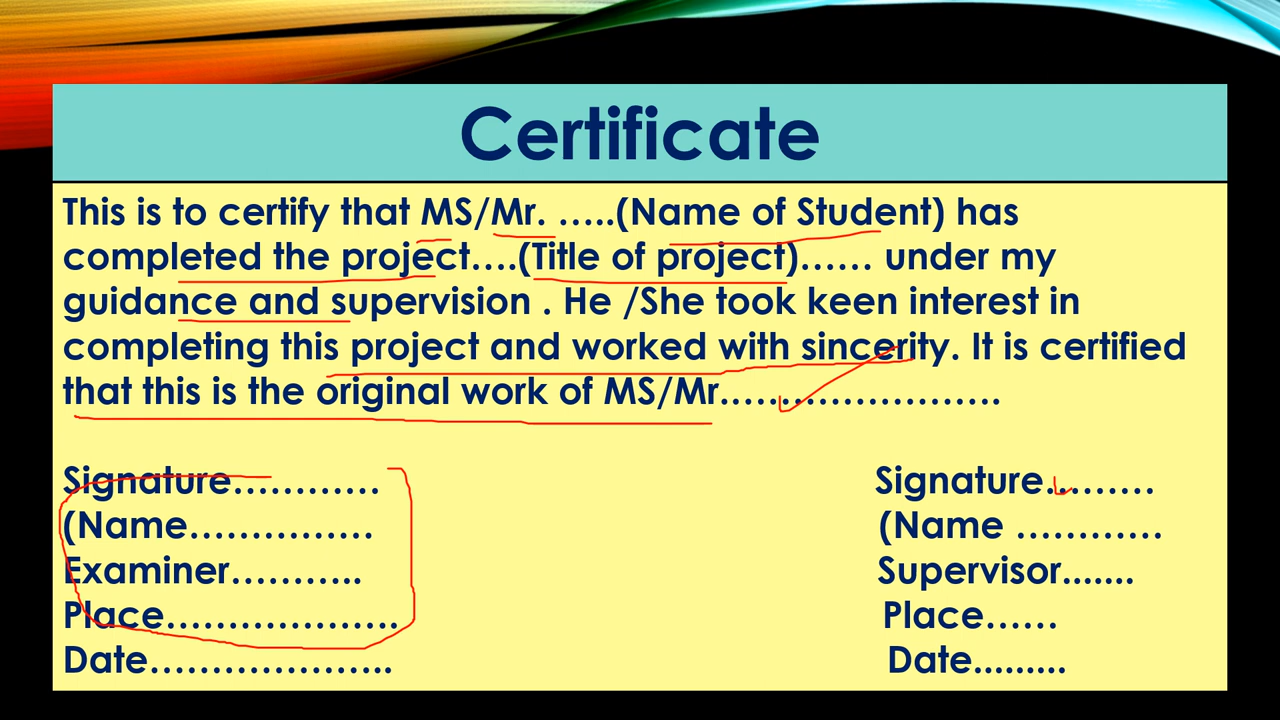 Certificate
This is to certify that MS/Mr. …..(Name of Student) has
completed the project….(Title of project)…… under my
guidance and supervision . He /She took keen interest in
completing this project and worked with sincerity. It is certified
that this is the original work of MS/Mr.……………………….
Signature………… Signature.………
(Name…………… (Name …………
Examiner……….. Supervisor.......
Place……………….. Place……
Date……………….. Date.........